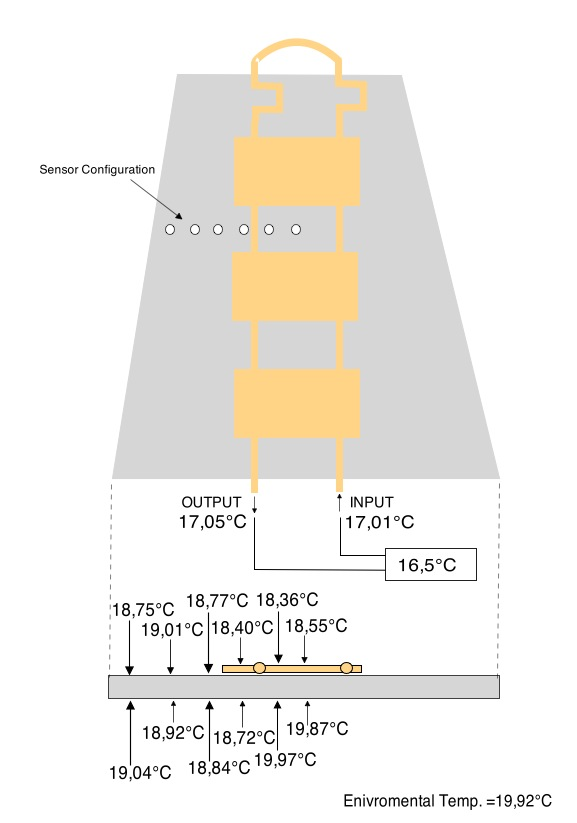 Sensor Configuration
OUTPUT
INPUT
17,05°C
17,01°C
16,5°C
18,75°C
18,77°C
18,36°C
19,01°C
18,40°C
18,55°C
18,92°C
18,72°C
19,87°C
19,04°C
18,84°C
19,97°C
Enivromental Temp. =19,92°C